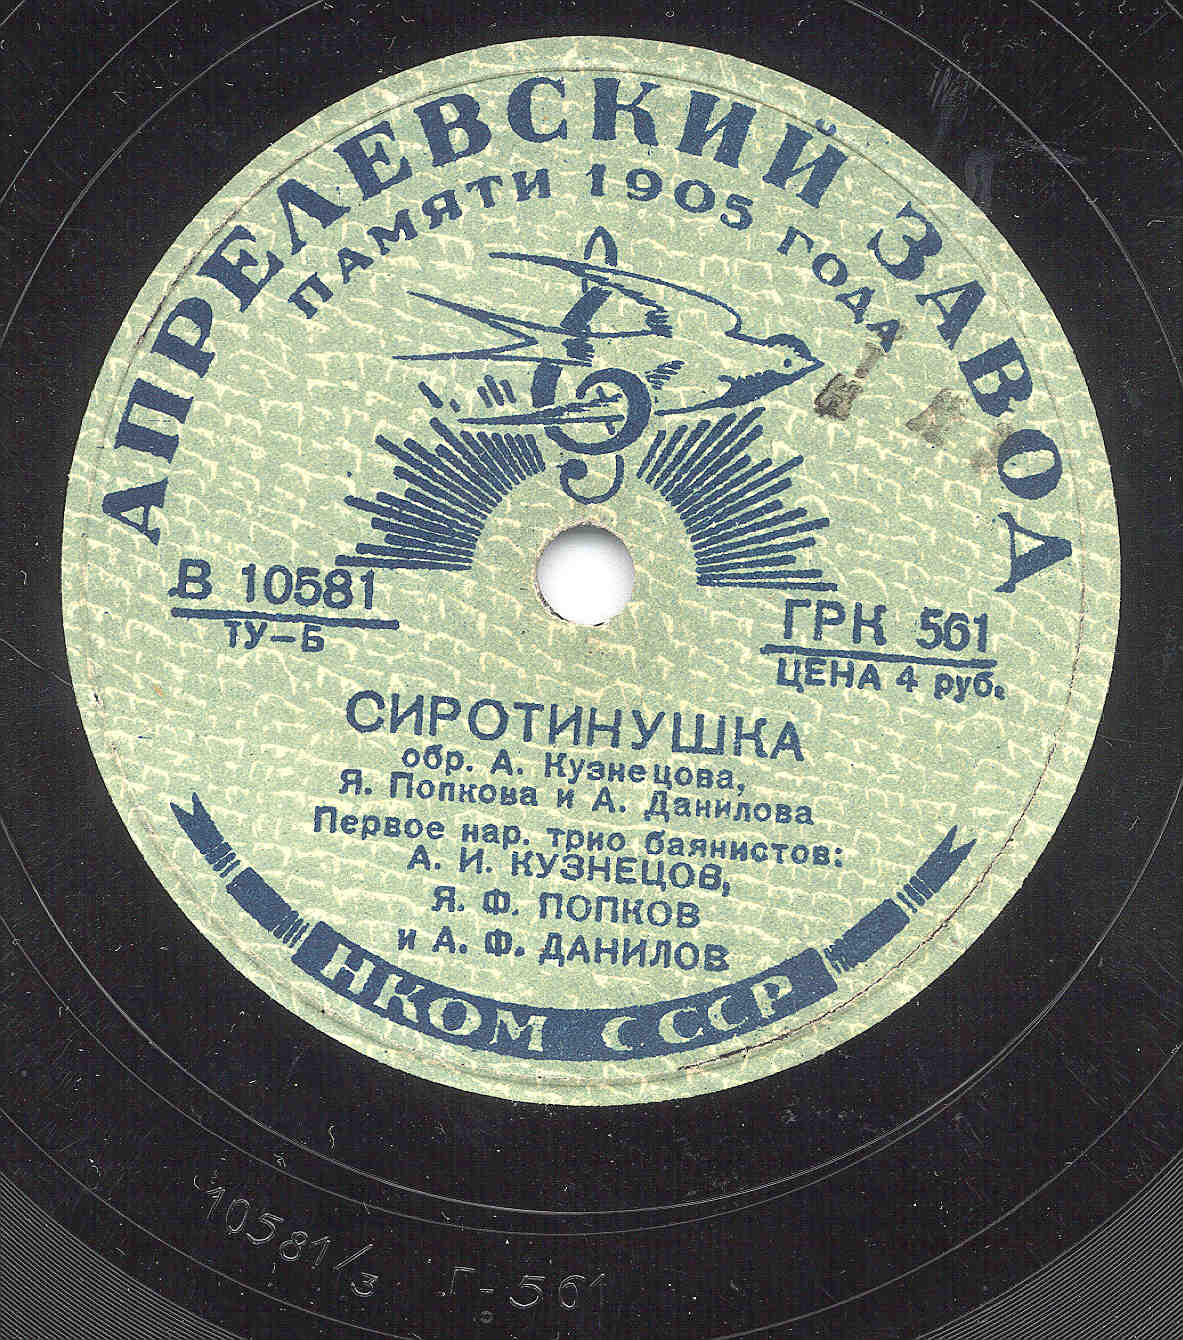 АПРЕЛЕВСКИЙ ЗАВОД
ПАМЯТИ 1905 ГОДА
В 10581
ТУ-Б
ГРК 561
ЦЕНА 4 руб.
СИРОТИНУШКА
обр. А. Кузнецова,
Я. Попкова и А. Данилова
Первое нар. трио баянистов:
А. И. КУЗНЕЦОВ,
Я. Ф. ПОПКОВ
и А. Ф. ДАНИЛОВ
НКОМ СССР
10581/3 Г-561